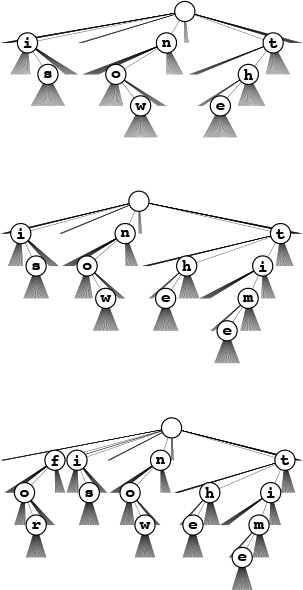 i n t
s o h
w e
i n t
s o h i
w e m
e
f i n t
o s o h i
r w e m
e